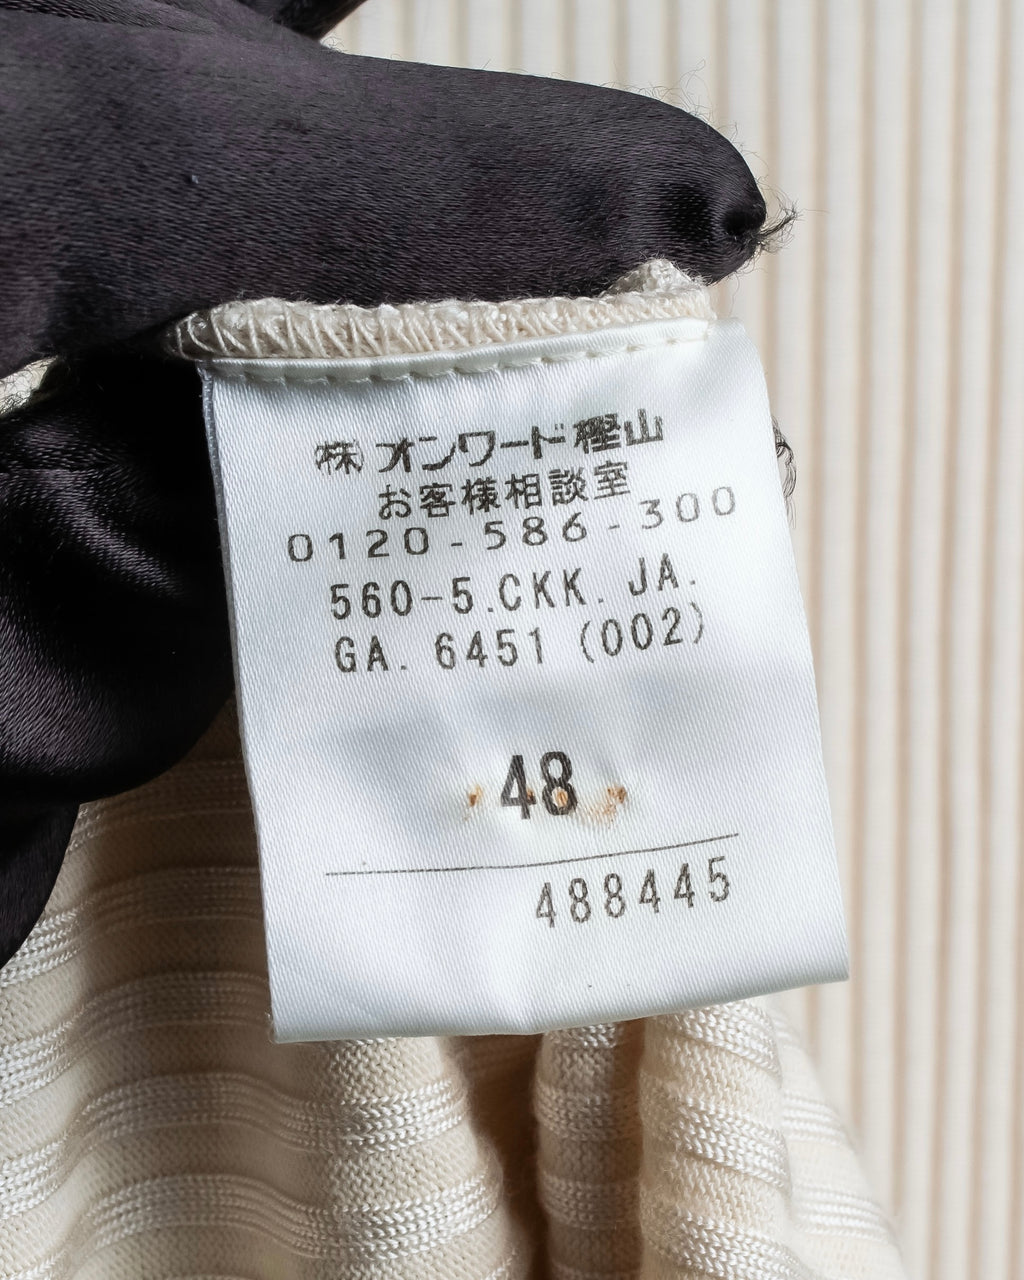 (株)オンワード樫山
お客様相談室
0120-586-300
560-5.CKK. JA.
GA. 6451 (002)
48
488445